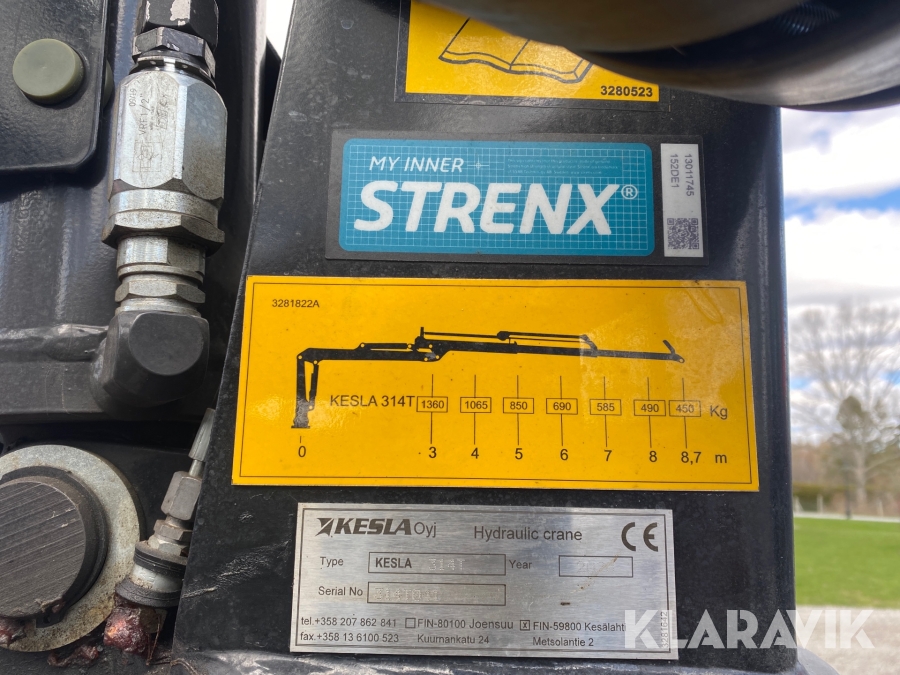 3280523
MY INNER
STRENX®
13011745
152DE1
3281822A
KESLA 314T 1360 1065 850 690 585 490 450 Kg
0 3 4 5 6 7 8 8,7 m
KESLA Oyj Hydraulic crane CE
Type KESLA 314T Year
Serial No
tel.+358 207 862 841 FIN-80100 Joensuu X FIN-59800 Kesälahti
fax.+358 13 6100 523 Kuurnankatu 24 Metsolantie 2
KLARAVIK